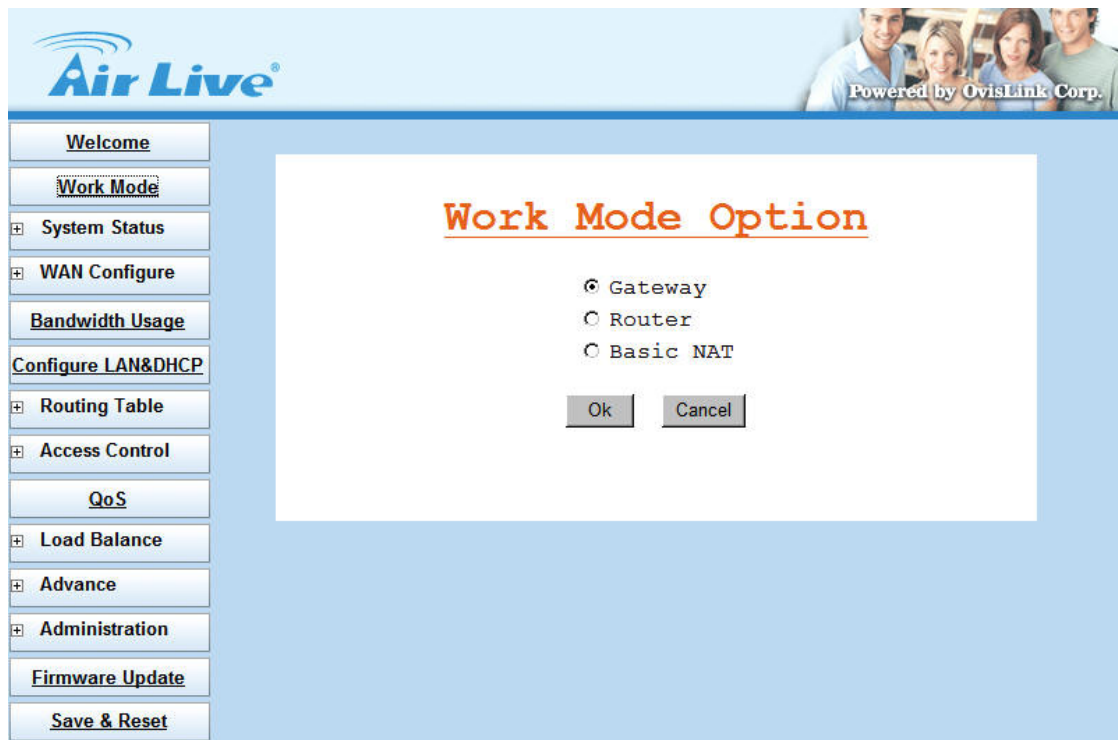 Air Live®
Powered by OvisLink Corp.
Welcome
Work Mode
System Status
WAN Configure
Bandwidth Usage
Configure LAN&DHCP
Routing Table
Access Control
QoS
Load Balance
Advance
Administration
Firmware Update
Save & Reset
Work Mode Option
Gateway
Router
Basic NAT
Ok
Cancel